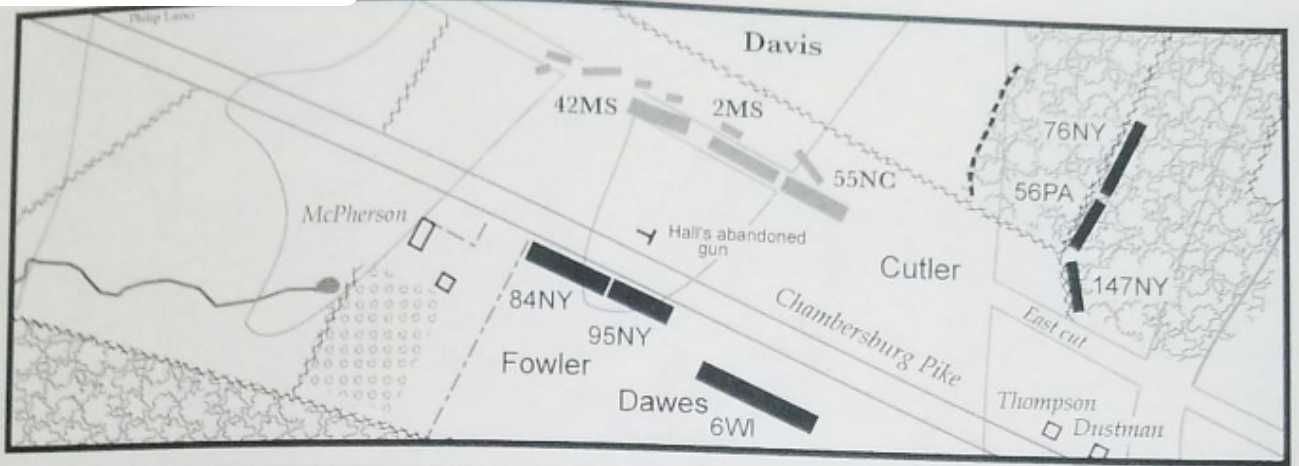 Davis
42MS
2MS
76NY
55NC
56PA
McPherson
Hall's abandoned
gun
Cutler
147NY
84NY
Chambersburg Pike
East cut
95NY
Fowler
Dawes
6WI
Thompson
Dustman